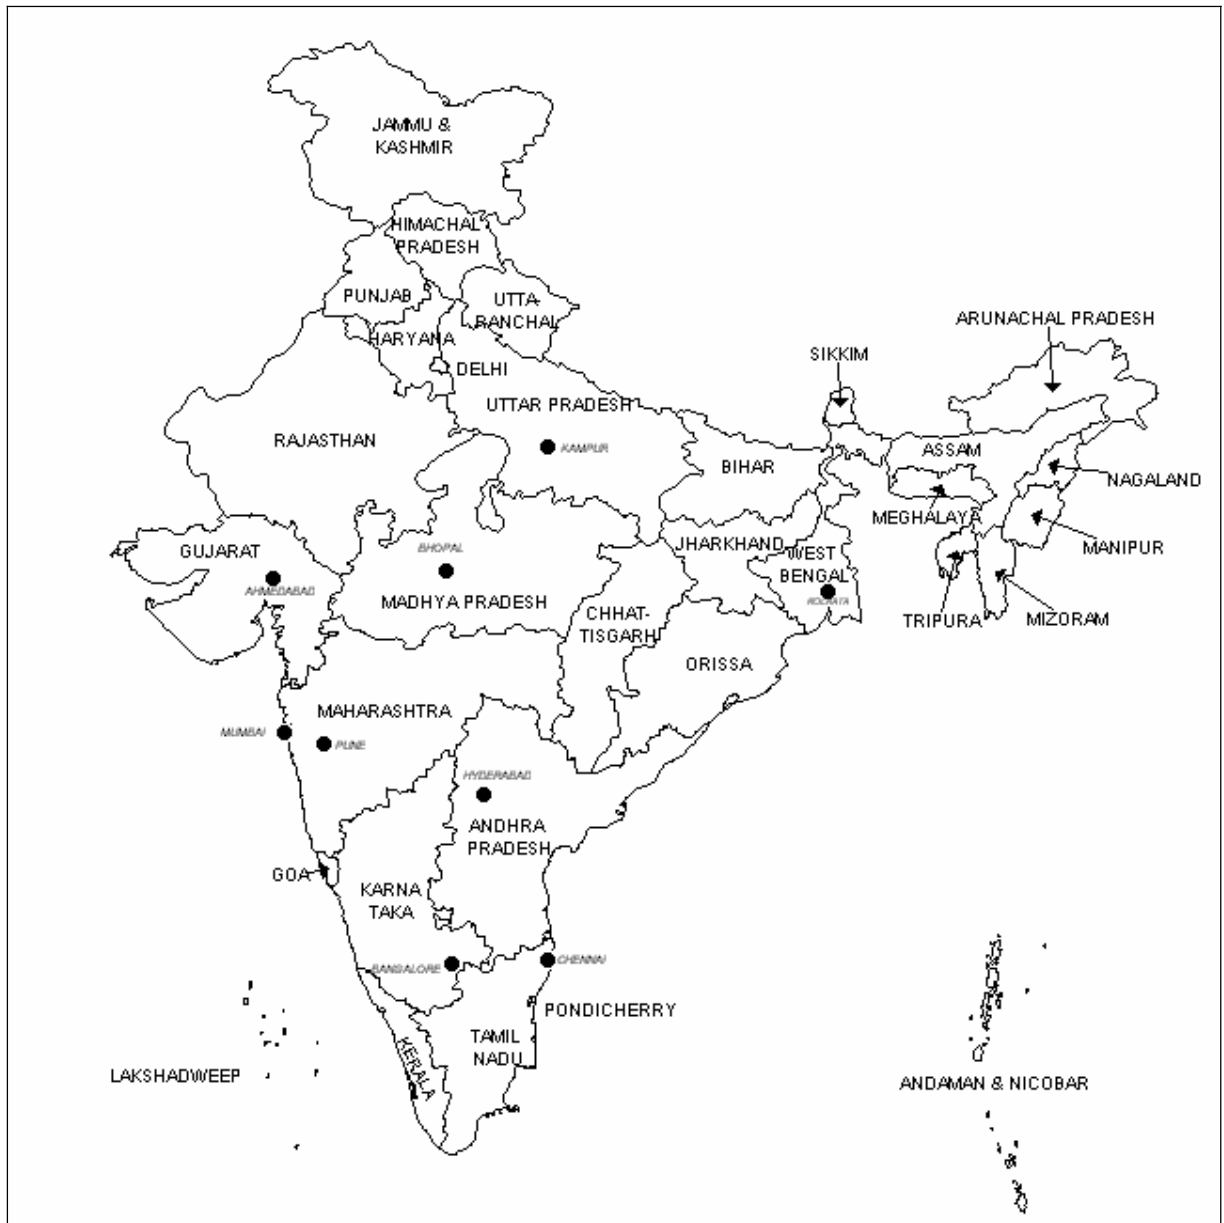 JAMMU &
KASHMIR
HIMACHAL
PRADESH
PUNJAB
UTTA-
RANCHAL
HARYANA
DELHI
ARUNACHAL PRADESH
SIKKIM
UTTAR PRADESH
RAJASTHAN
KAMPUR
BIHAR
ASSAM
NAGALAND
MEGHALAYA
GUJARAT
BHOPAL
JHARKHAND
WEST
BENGAL
MANIPUR
AHMEDABAD
MADHYA PRADESH
KOLKATA
CHHAT-
TISGARH
TRIPURA
MIZORAM
ORISSA
MAHARASHTRA
MUMBAI
PUNE
HYDERABAD
ANDHRA
PRADESH
GOA
KARNA
TAKA
BANGALORE
CHENNAI
PONDICHERRY
TAMIL
NADU
KERALA
LAKSHADWEEP
ANDAMAN & NICOBAR